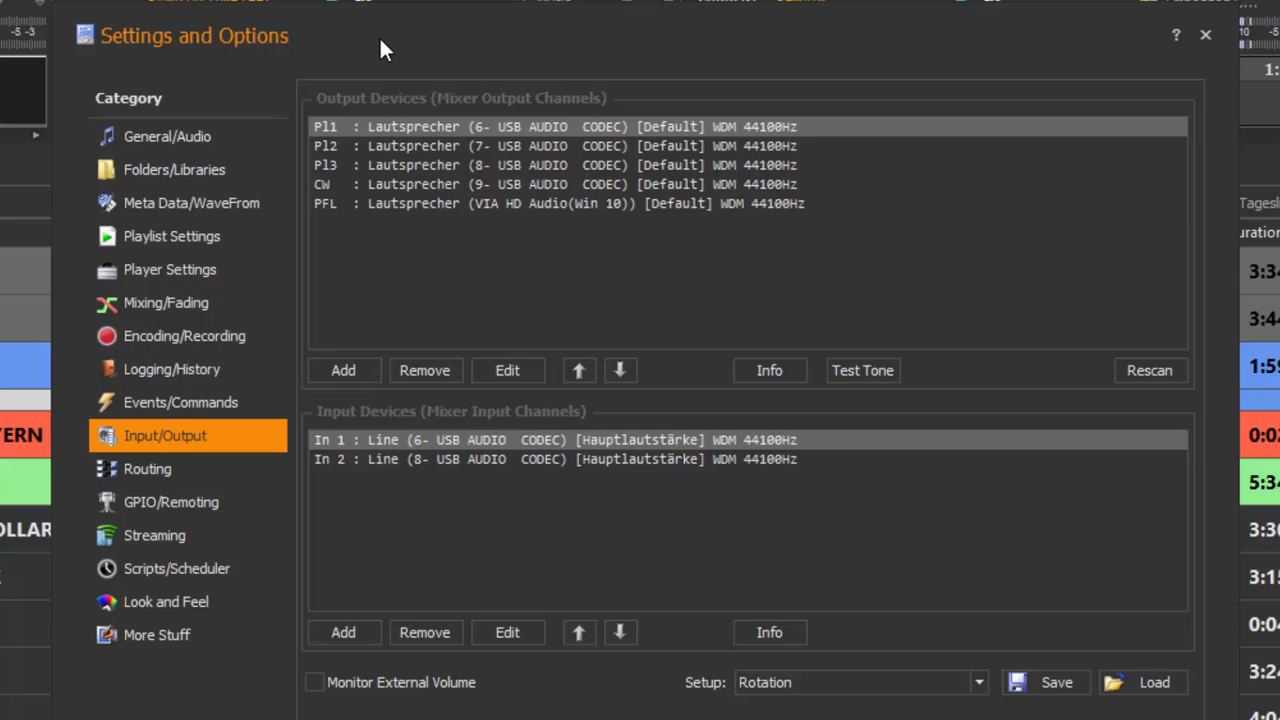 -5 -3
Settings and Options
?
10
Category
General/Audio
Folders/Libraries
Meta Data/WaveFrom
Playlist Settings
Player Settings
Mixing/Fading
Encoding/Recording
Logging/History
Events/Commands
Input/Output
Routing
GPIO/Remoting
Streaming
Scripts/Scheduler
Look and Feel
More Stuff
Output Devices (Mixer Output Channels)
Pl1 : Lautsprecher (6- USB AUDIO  CODEC) [Default] WDM 44100Hz
Pl2 : Lautsprecher (7- USB AUDIO  CODEC) [Default] WDM 44100Hz
Pl3 : Lautsprecher (8- USB AUDIO  CODEC) [Default] WDM 44100Hz
CW : Lautsprecher (9- USB AUDIO  CODEC) [Default] WDM 44100Hz
PFL : Lautsprecher (VIA HD Audio(Win 10)) [Default] WDM 44100Hz
Add Remove Edit Info Test Tone Rescan
Input Devices (Mixer Input Channels)
In 1 : Line (6- USB AUDIO  CODEC) [Hauptlautstärke] WDM 44100Hz
In 2 : Line (8- USB AUDIO  CODEC) [Hauptlautstärke] WDM 44100Hz
Add Remove Edit Info
Monitor External Volume Setup: Rotation Save Load
YERN
OLLAR
1:
Tagesli
uration
3:34
3:44
1:59
0:02
5:34
3:30
3:15
0:04
3:24